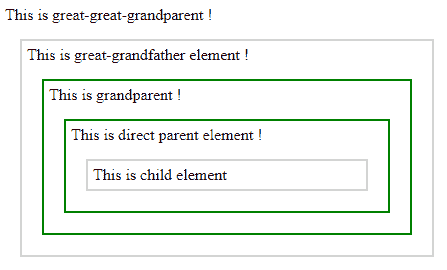 This is great-great-grandparent !
This is great-grandfather element !
This is grandparent !
This is direct parent element !
This is child element